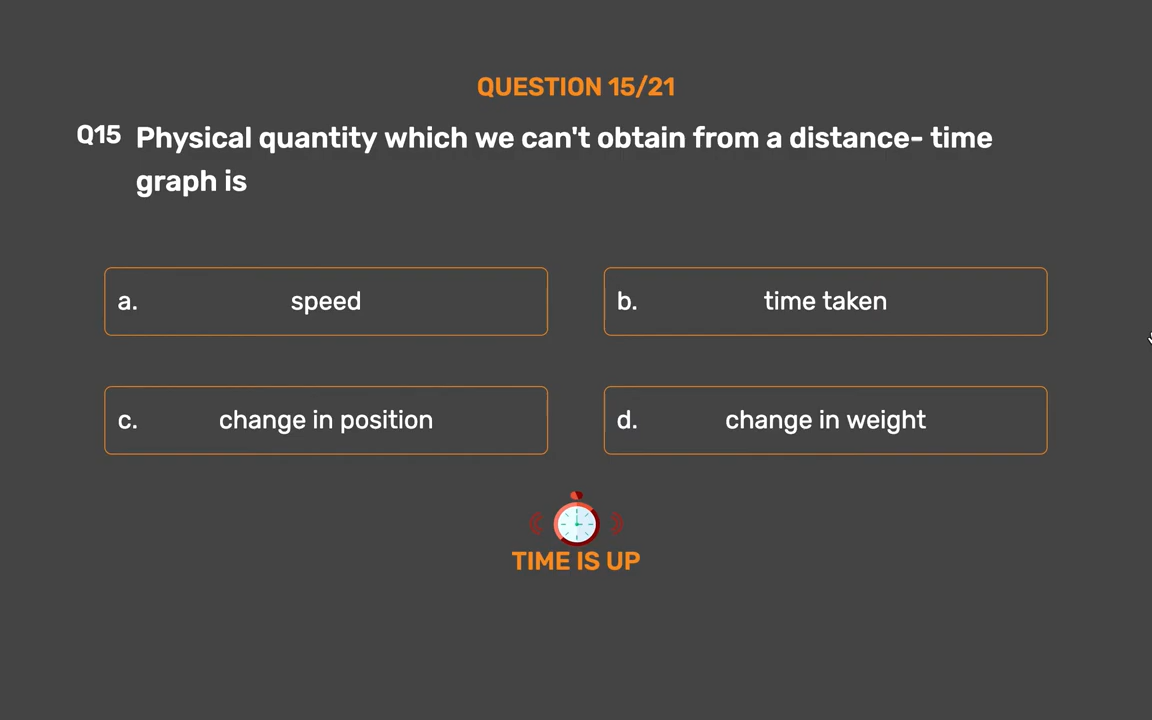 QUESTION 15/21
Q15 Physical quantity which we can't obtain from a distance- time
graph is
a. speed
b. time taken
c. change in position
d. change in weight
TIME IS UP